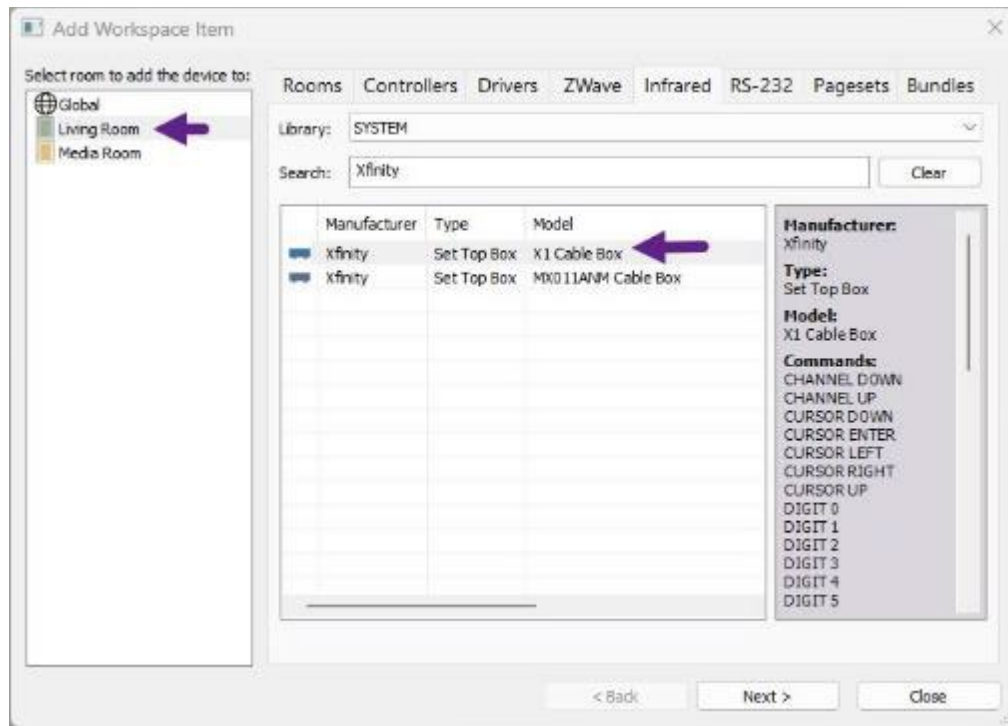 Add Workspace Item
Select room to add the device to:
Global
Living Room
Media Room
Rooms Controllers Drivers ZWave Infrared RS-232 Pagesets Bundles
Library: SYSTEM
Search: Xfinity Clear
Manufacturer Type Model
Xfinity Set Top Box X1 Cable Box
Xfinity Set Top Box MX011ANM Cable Box
Manufacturer:
Xfinity
Type:
Set Top Box
Model:
X1 Cable Box
Commands:
CHANNEL DOWN
CHANNEL UP
CURSOR DOWN
CURSOR ENTER
CURSOR LEFT
CURSOR RIGHT
CURSOR UP
DIGIT 0
DIGIT 1
DIGIT 2
DIGIT 3
DIGIT 4
DIGIT 5
< Back Next > Close